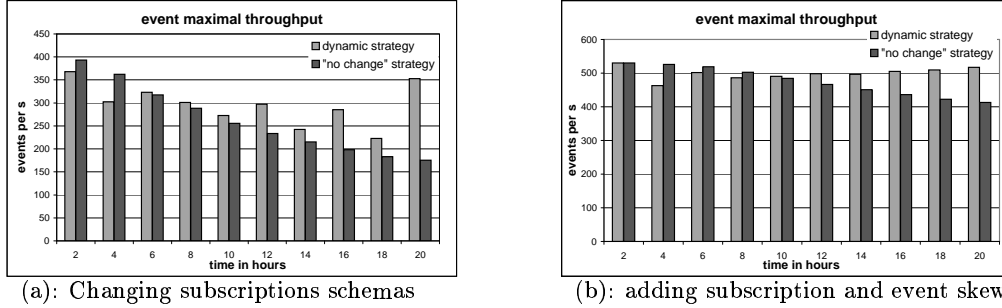 event maximal throughput
450
400
350
300
250
200
150
100
50
0
events per s
dynamic strategy
"no change" strategy
2 4 6 8 10 12 14 16 18 20
time in hours
(a): Changing subscriptions schemas
event maximal throughput
600
500
400
300
200
100
0
events per s
dynamic strategy
"no change" strategy
2 4 6 8 10 12 14 16 18 20
time in hours
(b): adding subscription and event skew